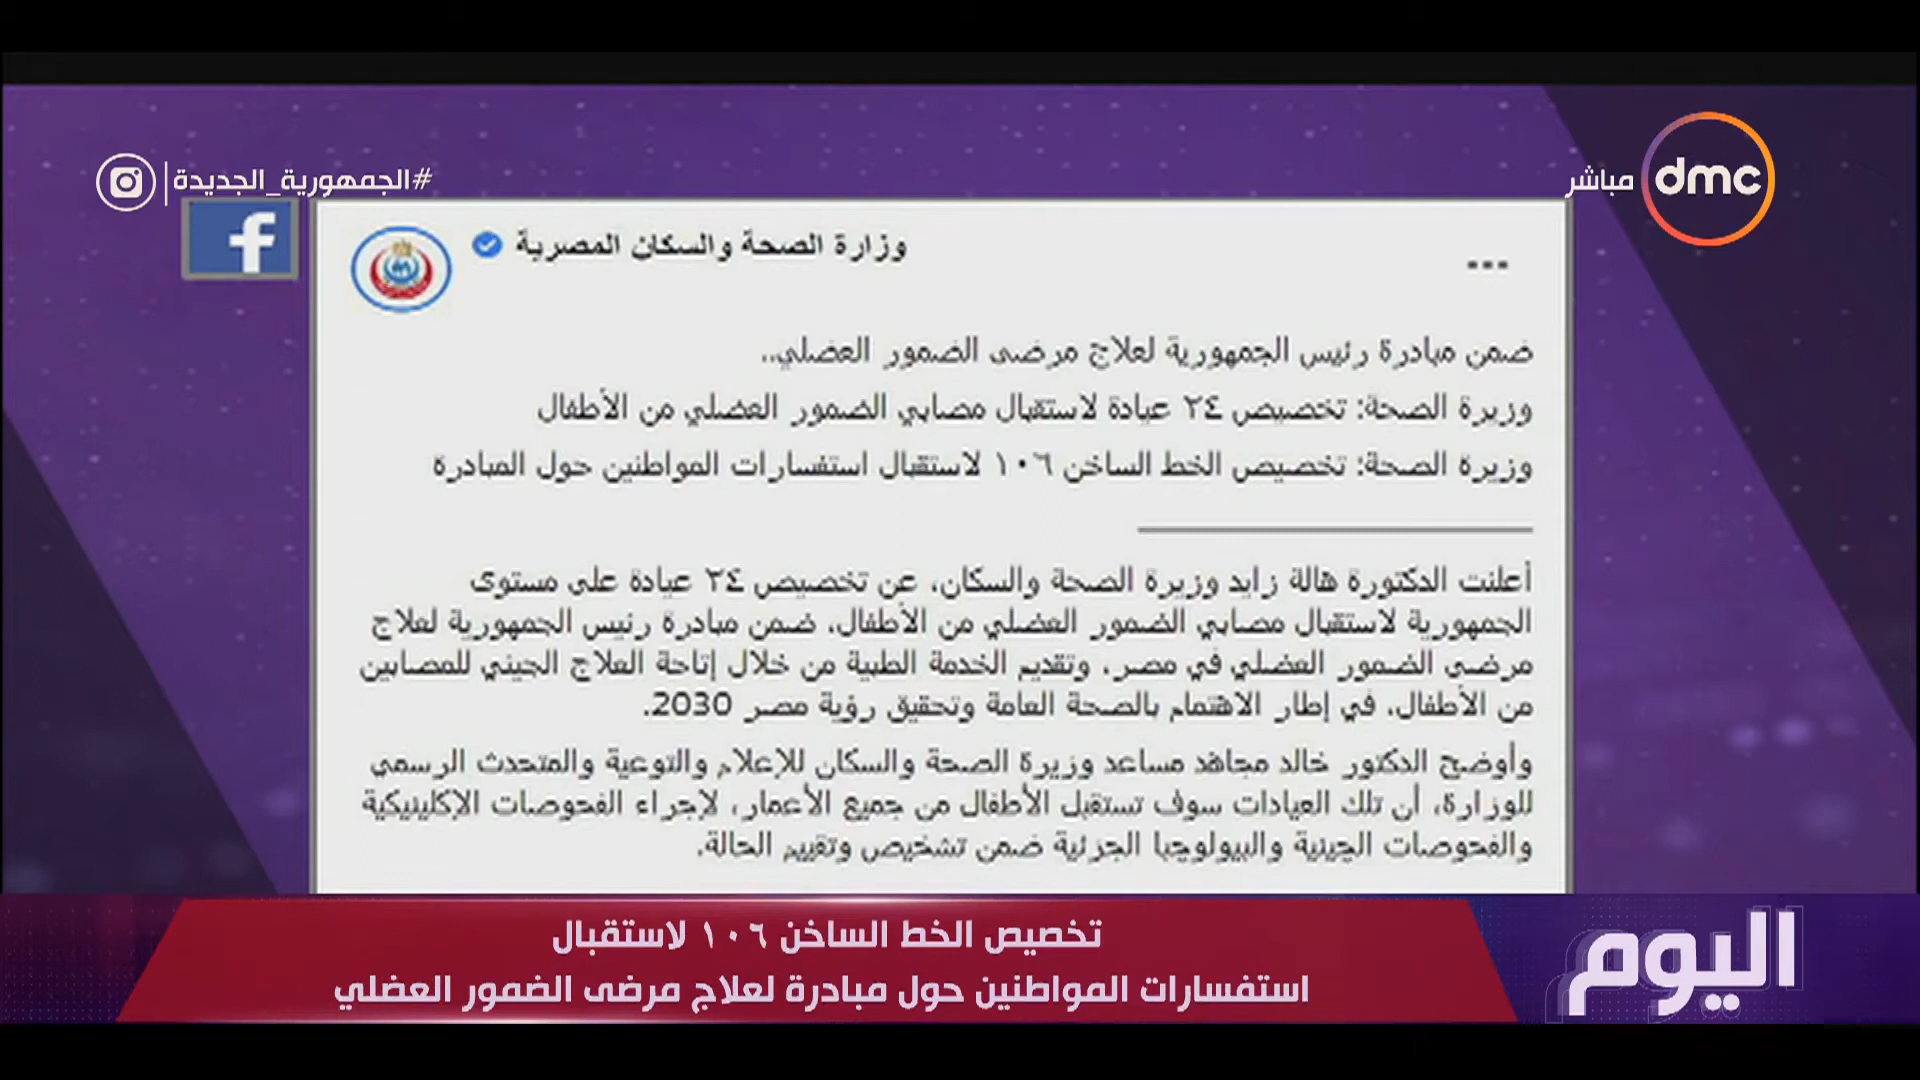 #الجمهورية_الجديدة
مباشر
dmc
f
وزارة الصحة والسكان المصرية
ضمن مبادرة رئيس الجمهورية لعلاج مرضى الضمور العضلي..
وزيرة الصحة: تخصيص ٢٤ عيادة لاستقبال مصابي الضمور العضلي من الأطفال
وزيرة الصحة: تخصيص الخط الساخن ١٠٦ لاستقبال استفسارات المواطنين حول المبادرة
أعلنت الدكتورة هالة زايد وزيرة الصحة والسكان، عن تخصيص ٢٤ عيادة على مستوى
الجمهورية لاستقبال مصابي الضمور العضلي من الأطفال، ضمن مبادرة رئيس الجمهورية لعلاج
مرضى الضمور العضلي في مصر، وتقديم الخدمة الطبية من خلال إتاحة العلاج الجيني للمصابين
من الأطفال، في إطار الاهتمام بالصحة العامة وتحقيق رؤية مصر 2030.
وأوضح الدكتور خالد مجاهد مساعد وزيرة الصحة والسكان للإعلام والتوعية والمتحدث الرسمي
للوزارة، أن تلك العيادات سوف تستقبل الأطفال من جميع الأعمار، لإجراء الفحوصات الإكلينيكية
والفحوصات الجينية والبيولوجيا الجزئية ضمن تشخيص وتقييم الحالة.
تخصيص الخط الساخن ١٠٦ لاستقبال
استفسارات المواطنين حول مبادرة لعلاج مرضى الضمور العضلي
اليوم